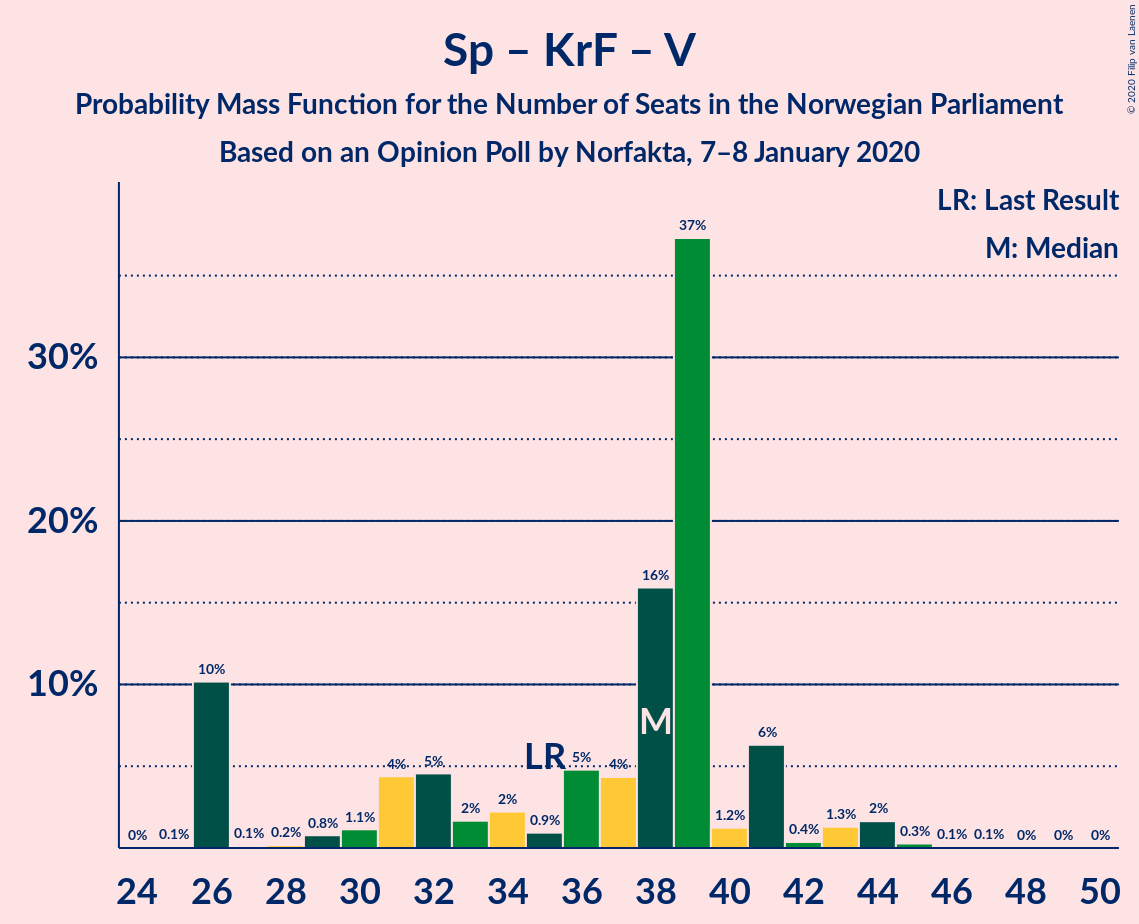 Sp – KrF – V
Probability Mass Function for the Number of Seats in the Norwegian Parliament
Based on an Opinion Poll by Norfakta, 7–8 January 2020
© 2020 Filip van Laenen
LR: Last Result
M: Median
30%
20%
10%
0% 0.1% 10% 0.1% 0.2% 0.8% 1.1% 4% 5% 2% 2% 0.9% 5% 4% 16% 37% 1.2% 6% 0.4% 1.3% 2% 0.3% 0.1% 0.1% 0% 0% 0%
LR
M
24 26 28 30 32 34 36 38 40 42 44 46 48 50